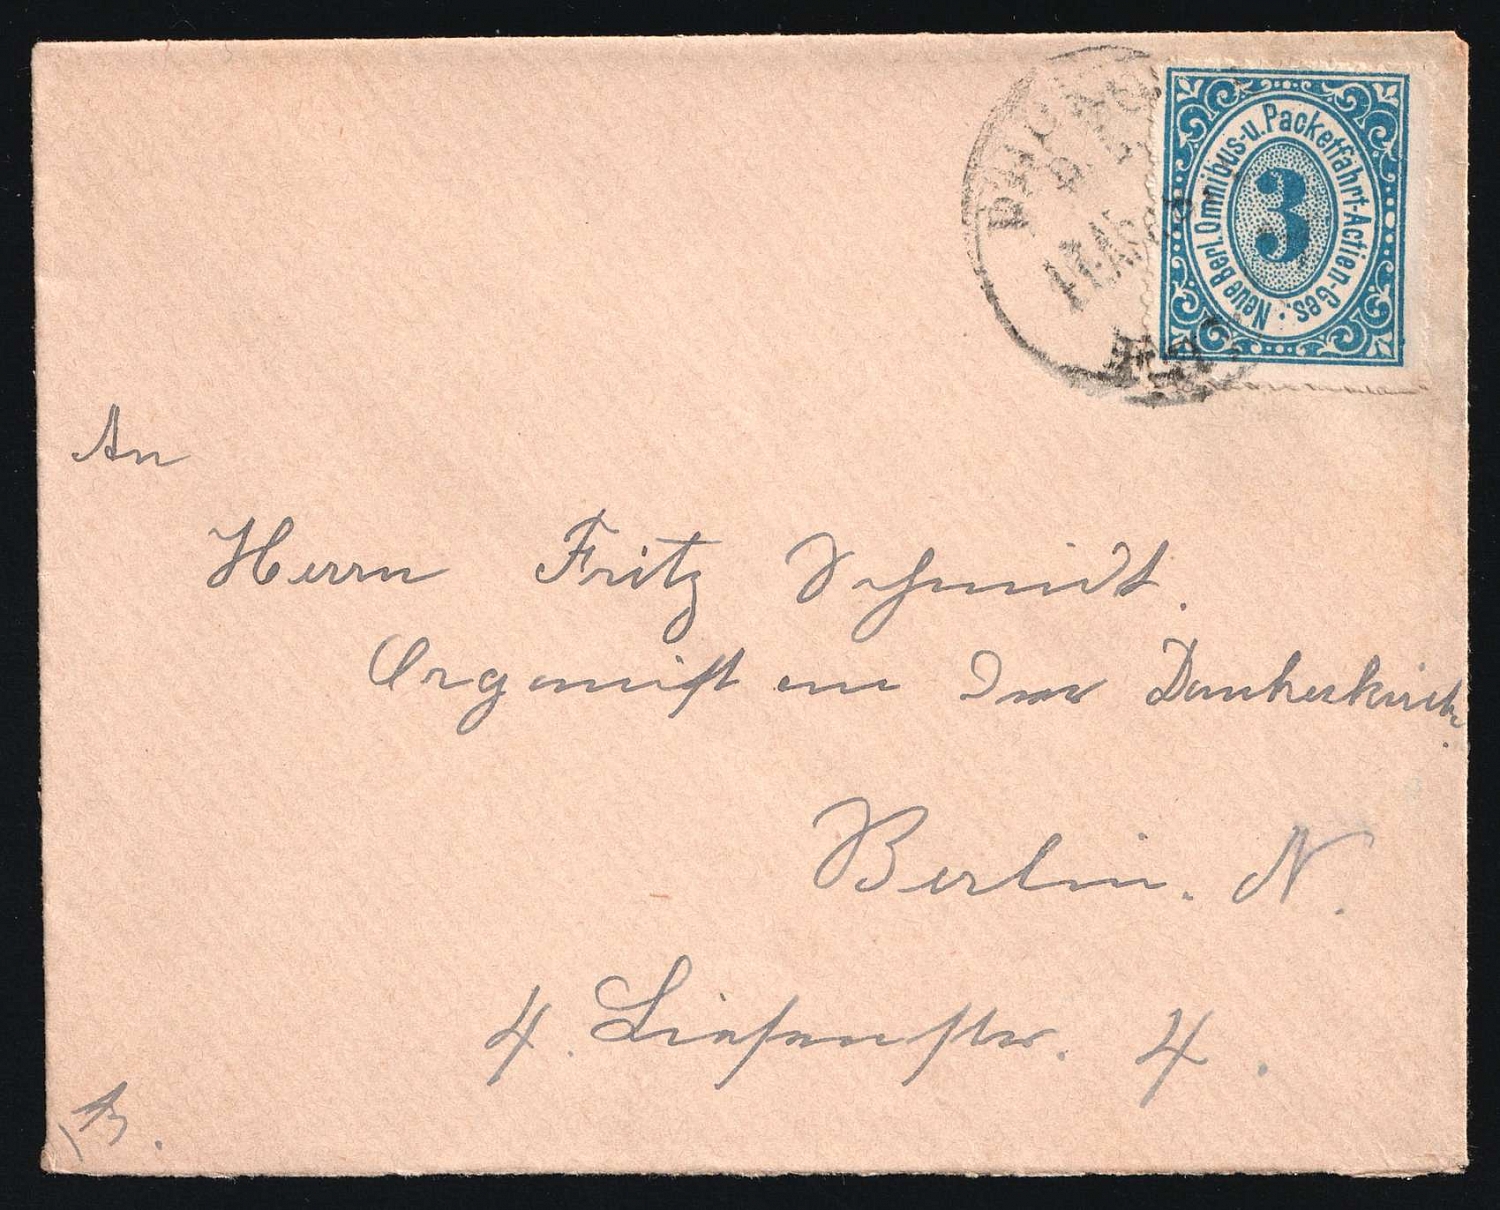 Neue Berl. Omnibus-u. Packetfahrt-Actien-Ges.
3
An
Herrn Fritz Schmidt.
Organist an der Dankeskirche.
Berlin. N.
4. Liesenstr. 4.